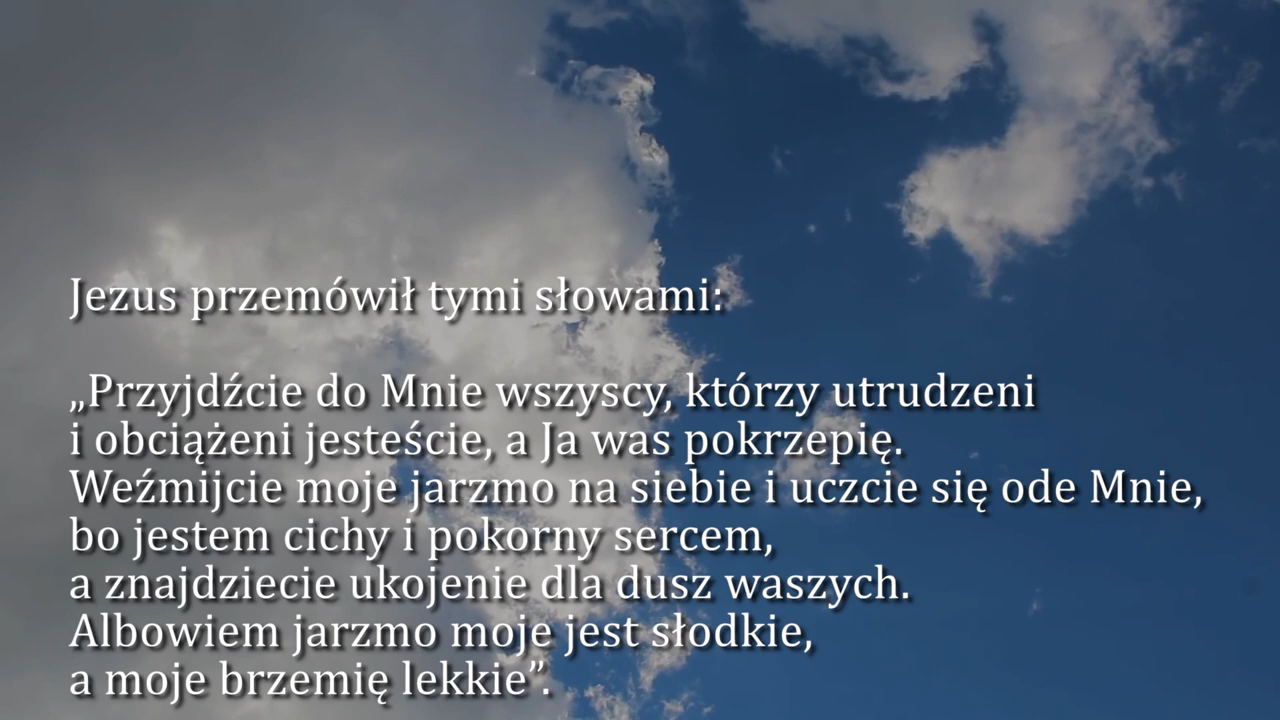 Jezus przemówił tymi słowami:
„Przyjdźcie do Mnie wszyscy, którzy utrudzeni
i obciążeni jesteście, a Ja was pokrzepię.
Weźmijcie moje jarzmo na siebie i uczcie się ode Mnie,
bo jestem cichy i pokorny sercem,
a znajdziecie ukojenie dla dusz waszych.
Albowiem jarzmo moje jest słodkie,
a moje brzemię lekkie”.